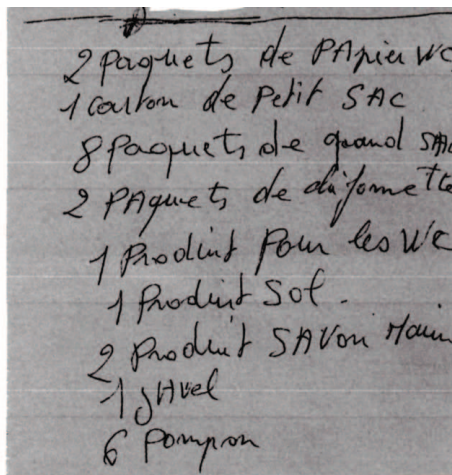 2 Paquets de PApier WC
1 Carton de Petit SAC
8 Paquets de grand SAC
2 PAquets de
1 Produit Pour les WC
1 Produit Sol.
2 Produit SAVon Main
1 JAvel
6 Pompon